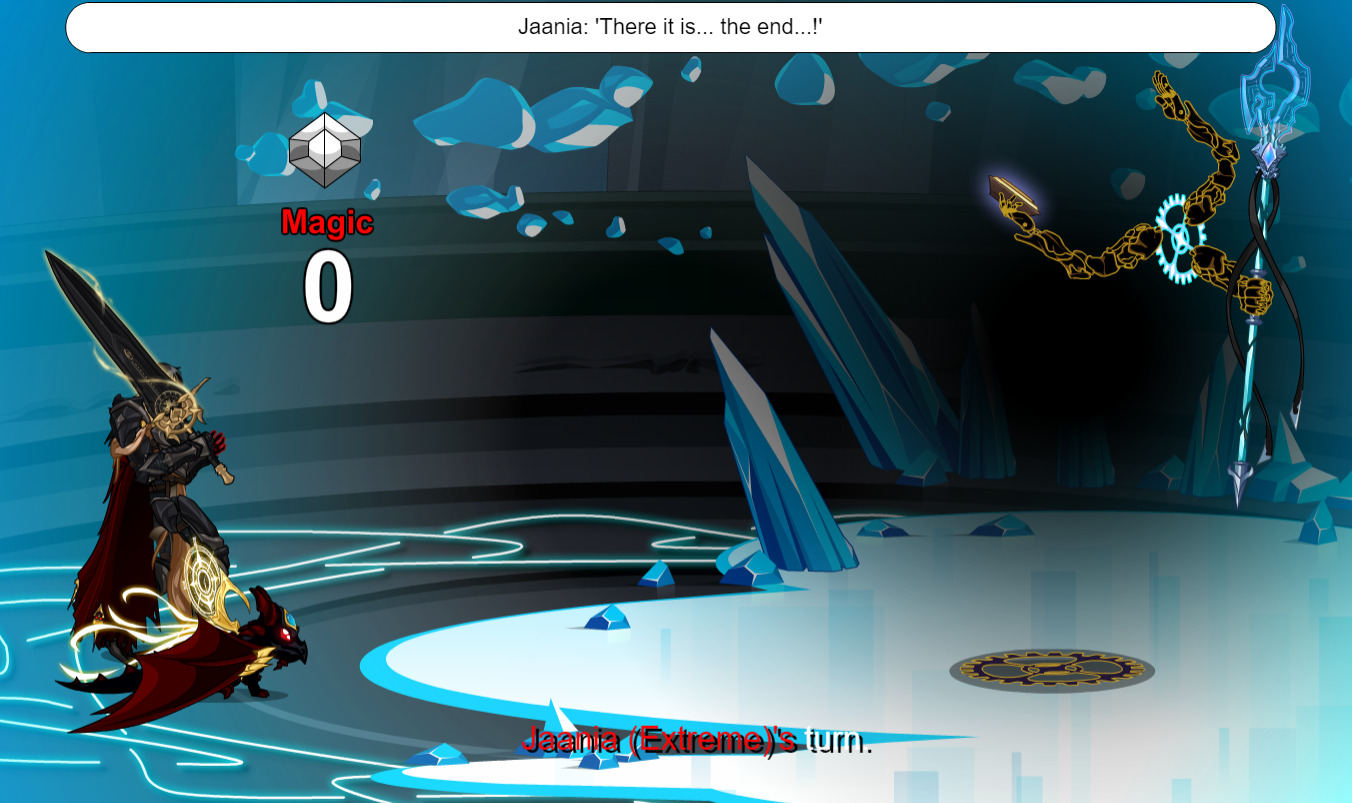 Jaania: 'There it is... the end...!'
Magic
0
Jaania (Extreme)'s turn.